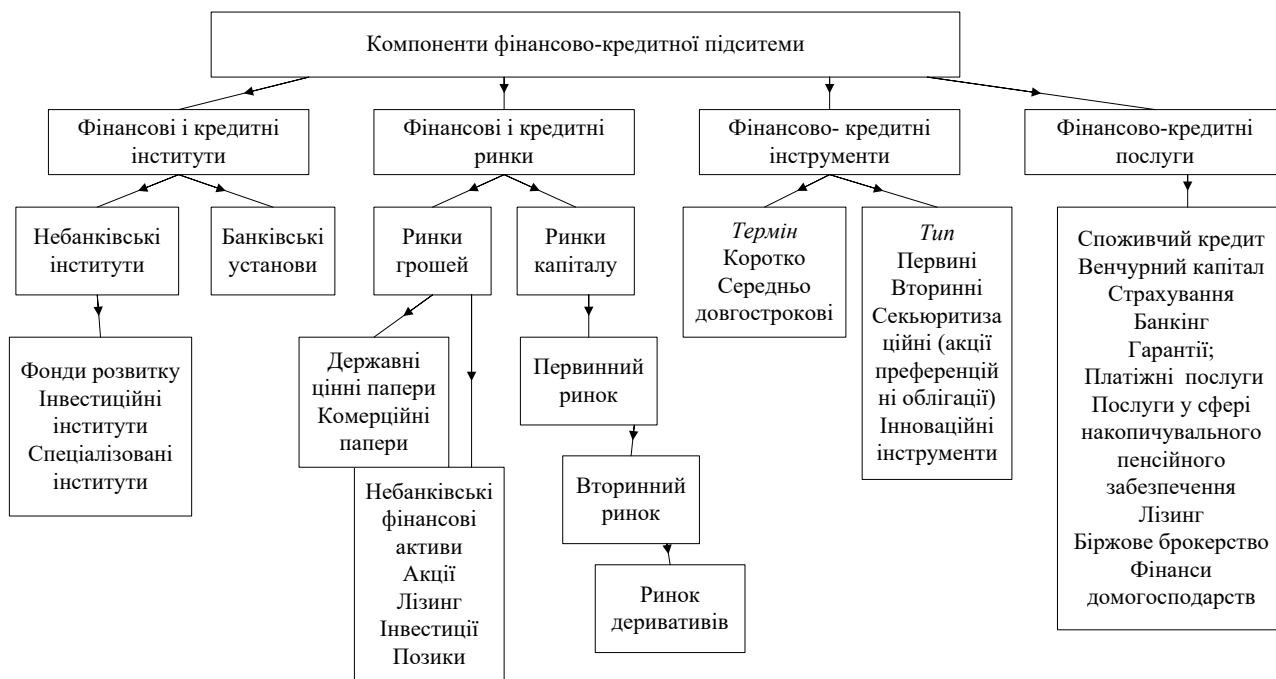 Компоненти фінансово-кредитної підситеми
Фінансові і кредитні
інститути
Фінансові і кредитні
ринки
Фінансово- кредитні
інструменти
Фінансово-кредитні
послуги
Небанківські
інститути
Банківські
установи
Ринки
грошей
Ринки
капіталу
Термін
Коротко
Середньо
довгострокові
Тип
Первині
Вторинні
Секьюритиза
ційні (акції
преференцій
ні облігації)
Інноваційні
інструменти
Споживчий кредит
Венчурний капітал
Страхування
Банкінг
Гарантії;
Платіжні послуги
Послуги у сфері
накопичувального
пенсійного
забезпечення
Лізинг
Біржове брокерство
Фінанси
домогосподарств
Фонди розвитку
Інвестиційні
інститути
Спеціалізовані
інститути
Державні
цінні папери
Комерційні
папери
Первинний
ринок
Небанківські
фінансові
активи
Акції
Лізинг
Інвестиції
Позики
Вторинний
ринок
Ринок
деривативів